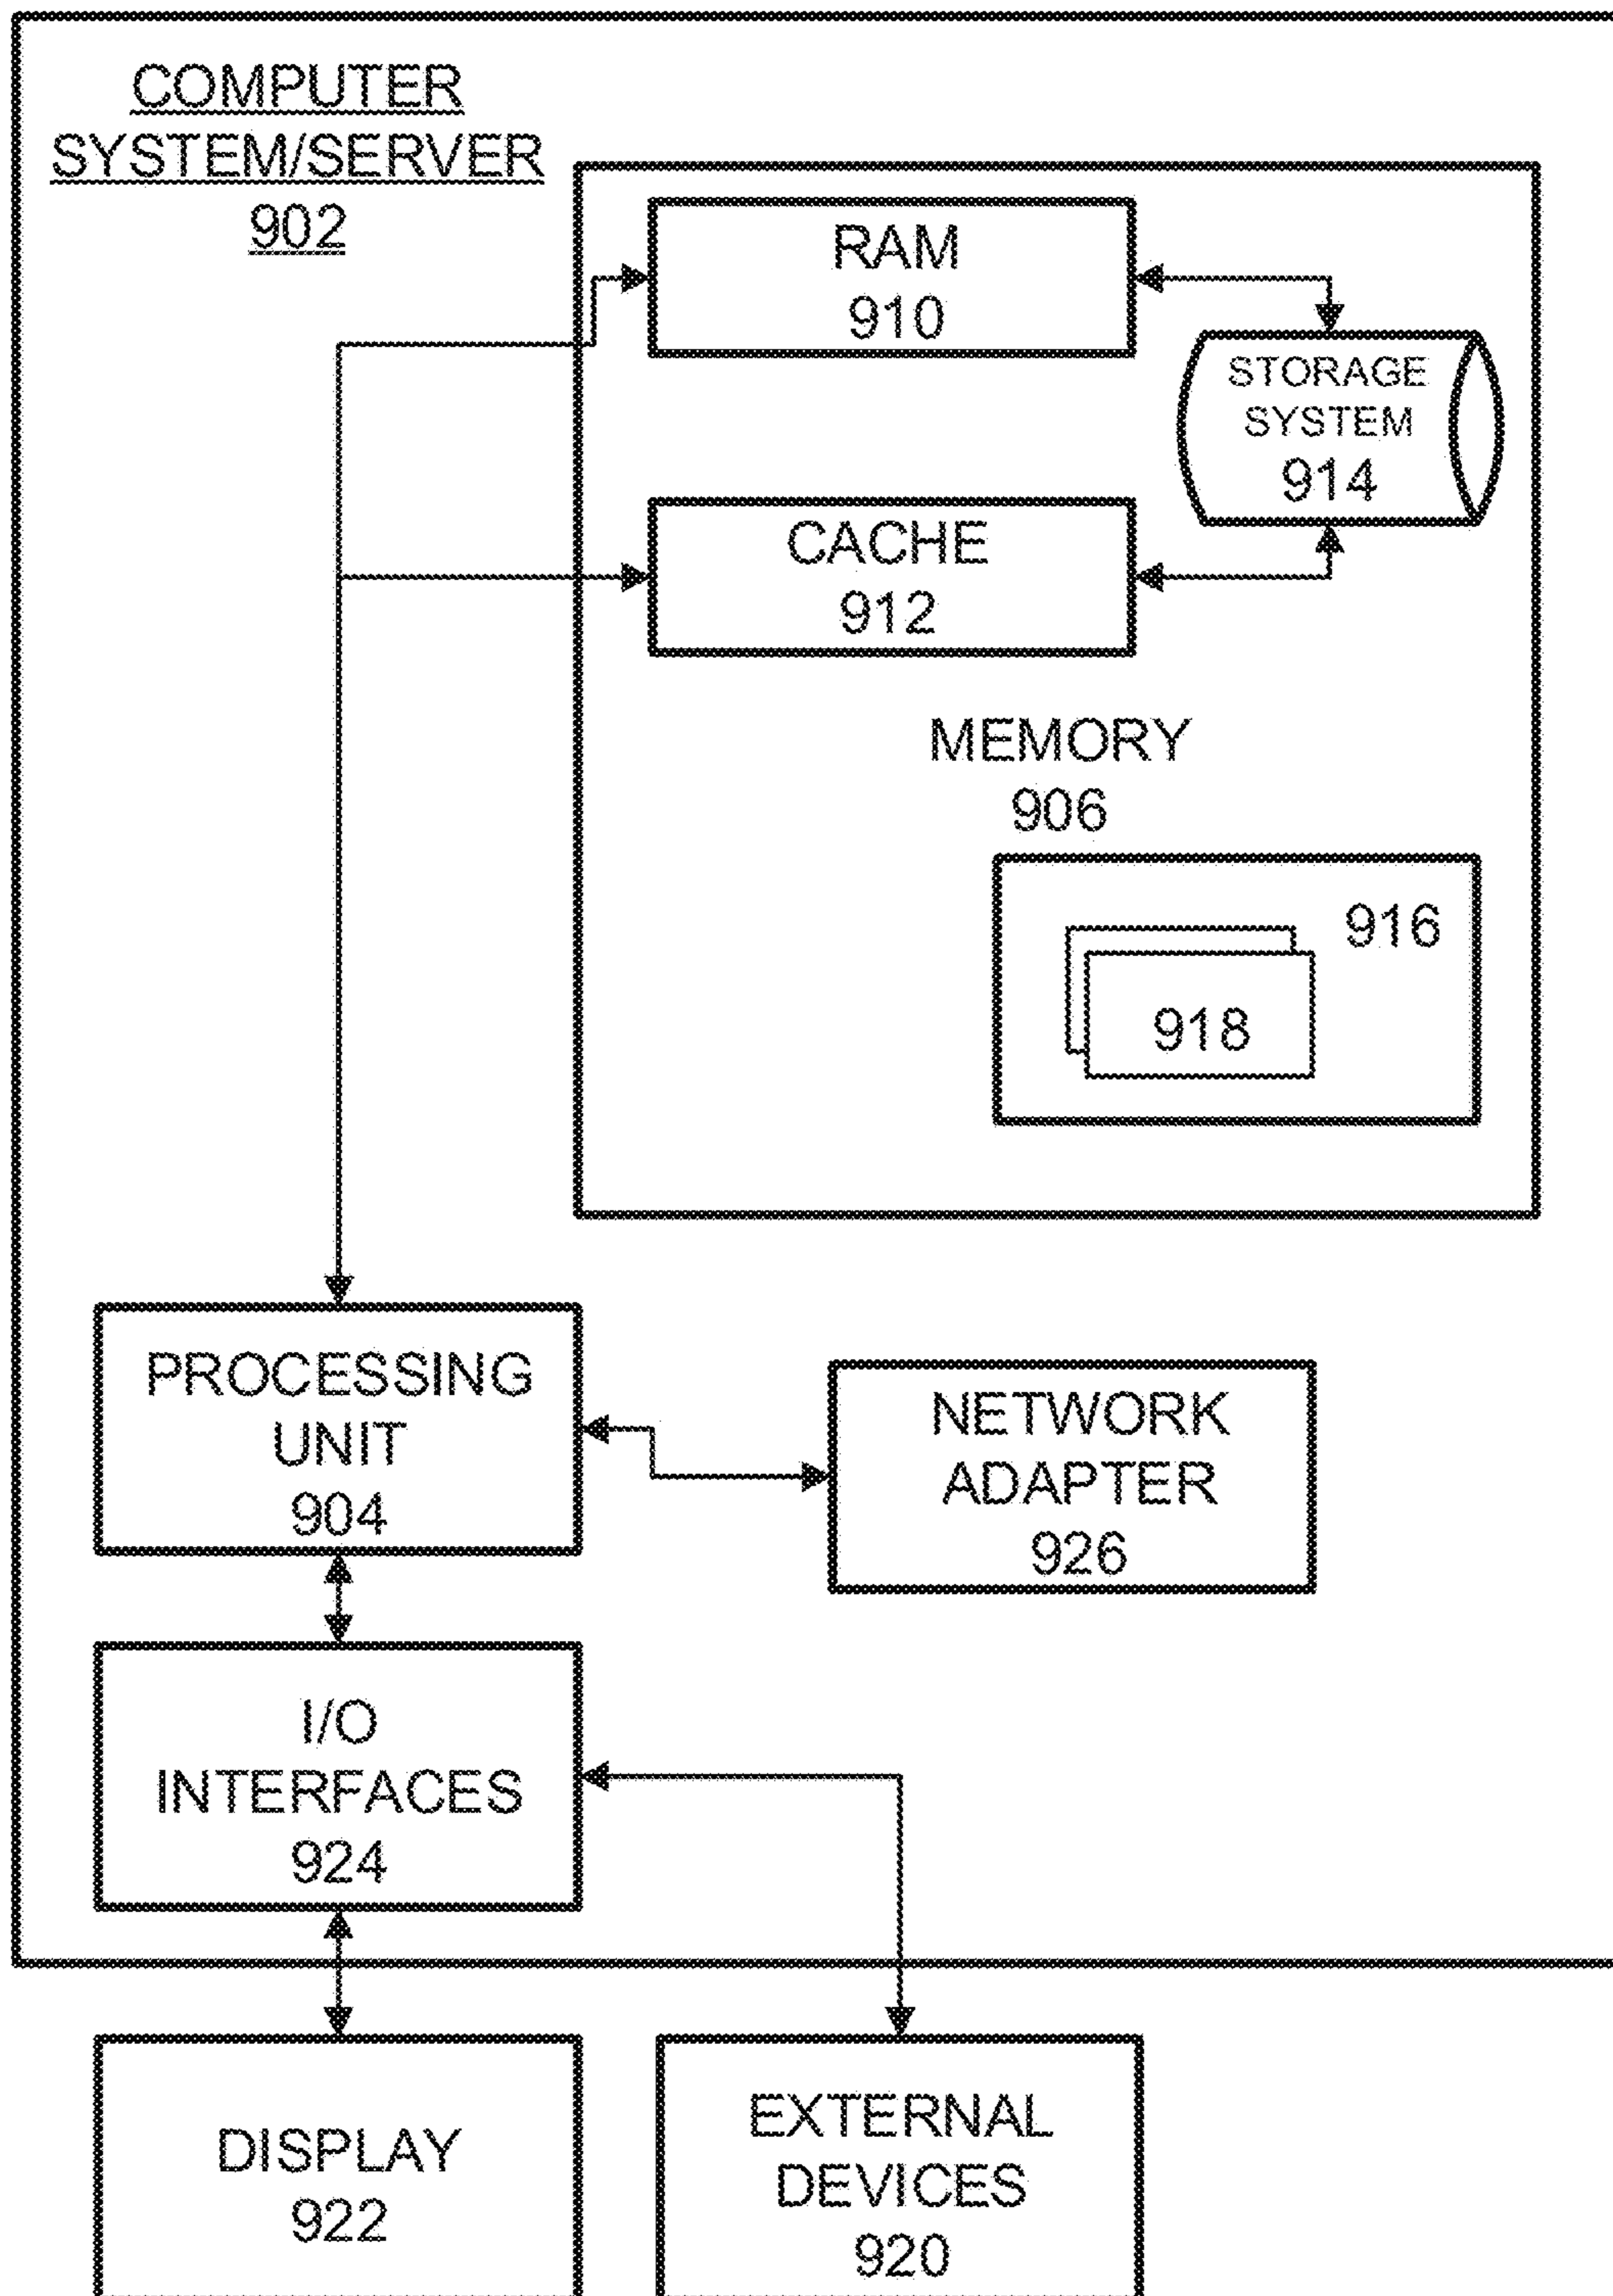 COMPUTER
SYSTEM/SERVER
902
RAM
910
STORAGE
SYSTEM
914
CACHE
912
MEMORY
906
916
918
PROCESSING
UNIT
904
NETWORK
ADAPTER
926
I/O
INTERFACES
924
DISPLAY
922
EXTERNAL
DEVICES
920